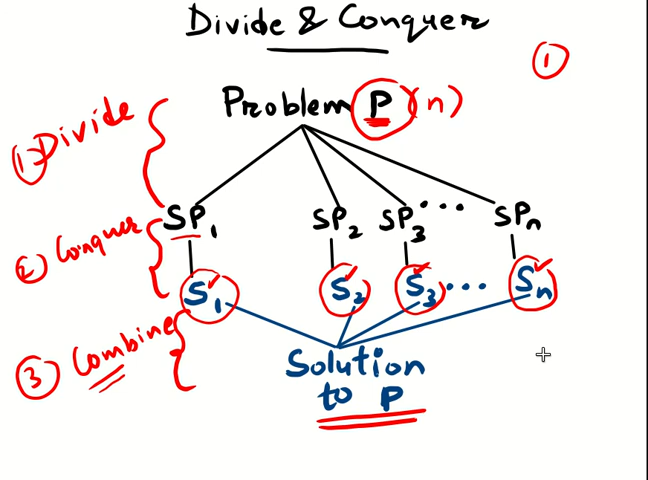 Divide & Conquer
①
Problem P (n)
① Divide
SP₁ SP₂ SP₃ ... SPₙ
② Conquer
S₁ S₂ S₃ ... Sₙ
③ Combine
Solution
to P